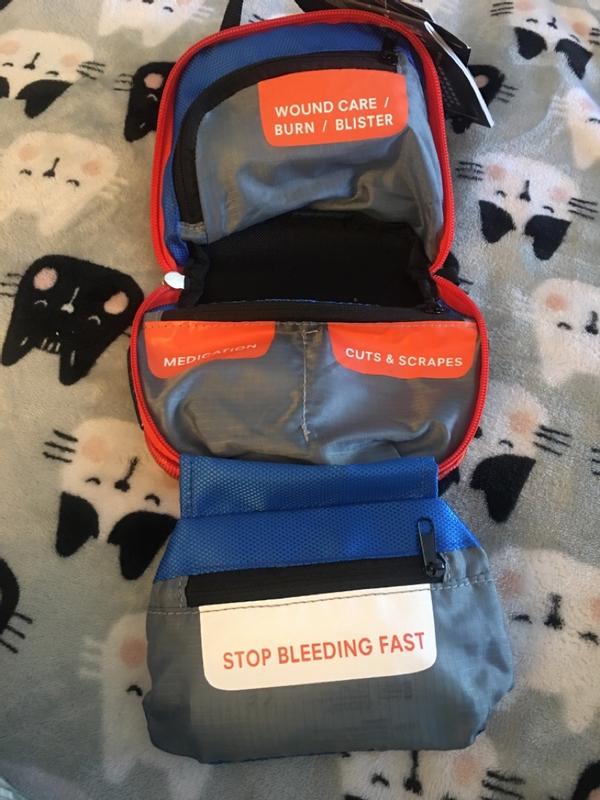 WOUND CARE /
BURN / BLISTER
MEDICATION
CUTS & SCRAPES
STOP BLEEDING FAST